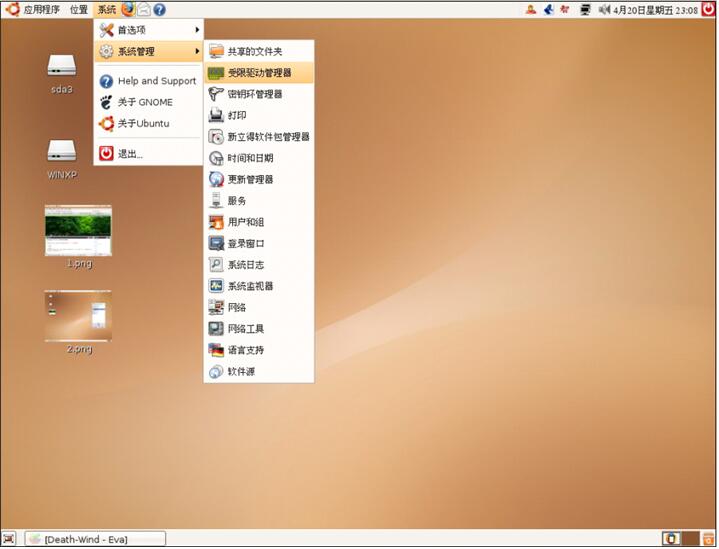 应用程序 位置 系统 4月20日星期五 23:08
首选项
系统管理
Help and Support
关于 GNOME
关于Ubuntu
退出...
共享的文件夹
受限驱动管理器
密钥环管理器
打印
新立得软件包管理器
时间和日期
更新管理器
服务
用户和组
登录窗口
系统日志
系统监视器
网络
网络工具
语言支持
软件源
sda3
WINXP
1.png
2.png
[Death-Wind - Eva]